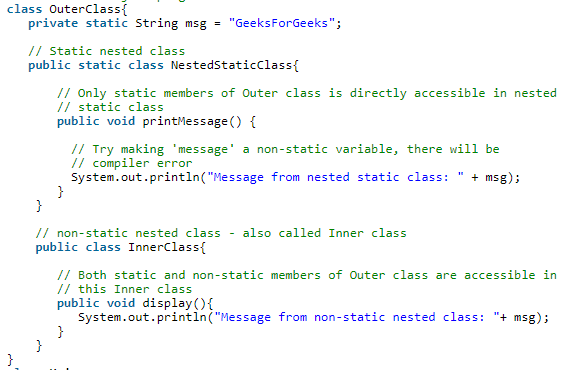 class OuterClass{
private static String msg = "GeeksForGeeks";
// Static nested class
public static class NestedStaticClass{
// Only static members of Outer class is directly accessible in nested
// static class
public void printMessage() {
// Try making 'message' a non-static variable, there will be
// compiler error
System.out.println("Message from nested static class: " + msg);
}
}
// non-static nested class - also called Inner class
public class InnerClass{
// Both static and non-static members of Outer class are accessible in
// this Inner class
public void display(){
System.out.println("Message from non-static nested class: "+ msg);
}
}
}